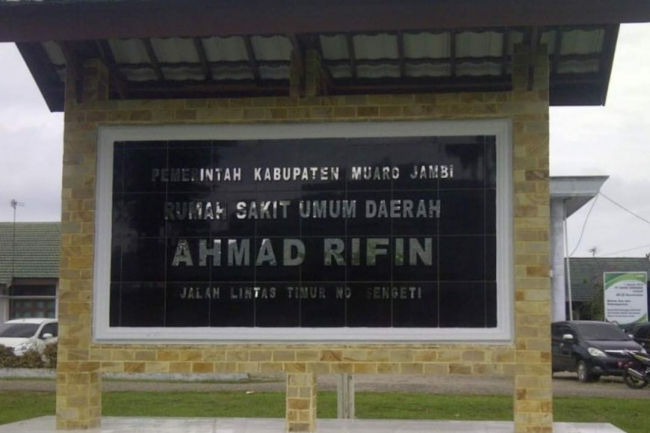 PEMERINTAH KABUPATEN MUARO JAMBI
RUMAH SAKIT UMUM DAERAH
AHMAD RIFIN
JALAN LINTAS TIMUR NO SENGETI